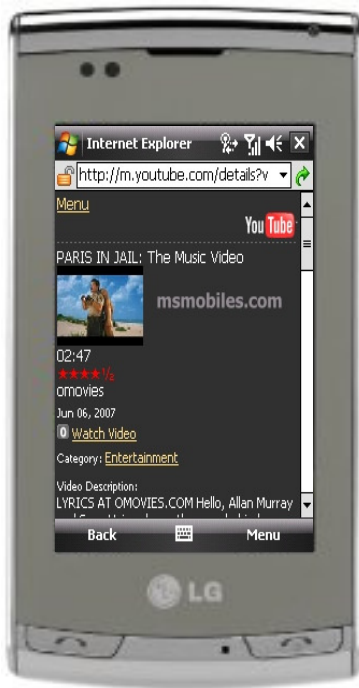 Internet Explorer
http://m.youtube.com/details?v
Menu
You Tube
PARIS IN JAIL: The Music Video
msmobiles.com
02:47
omovies
Jun 06, 2007
0 Watch Video
Category: Entertainment
Video Description:
LYRICS AT OMOVIES.COM Hello, Allan Murray
Back Menu
LG